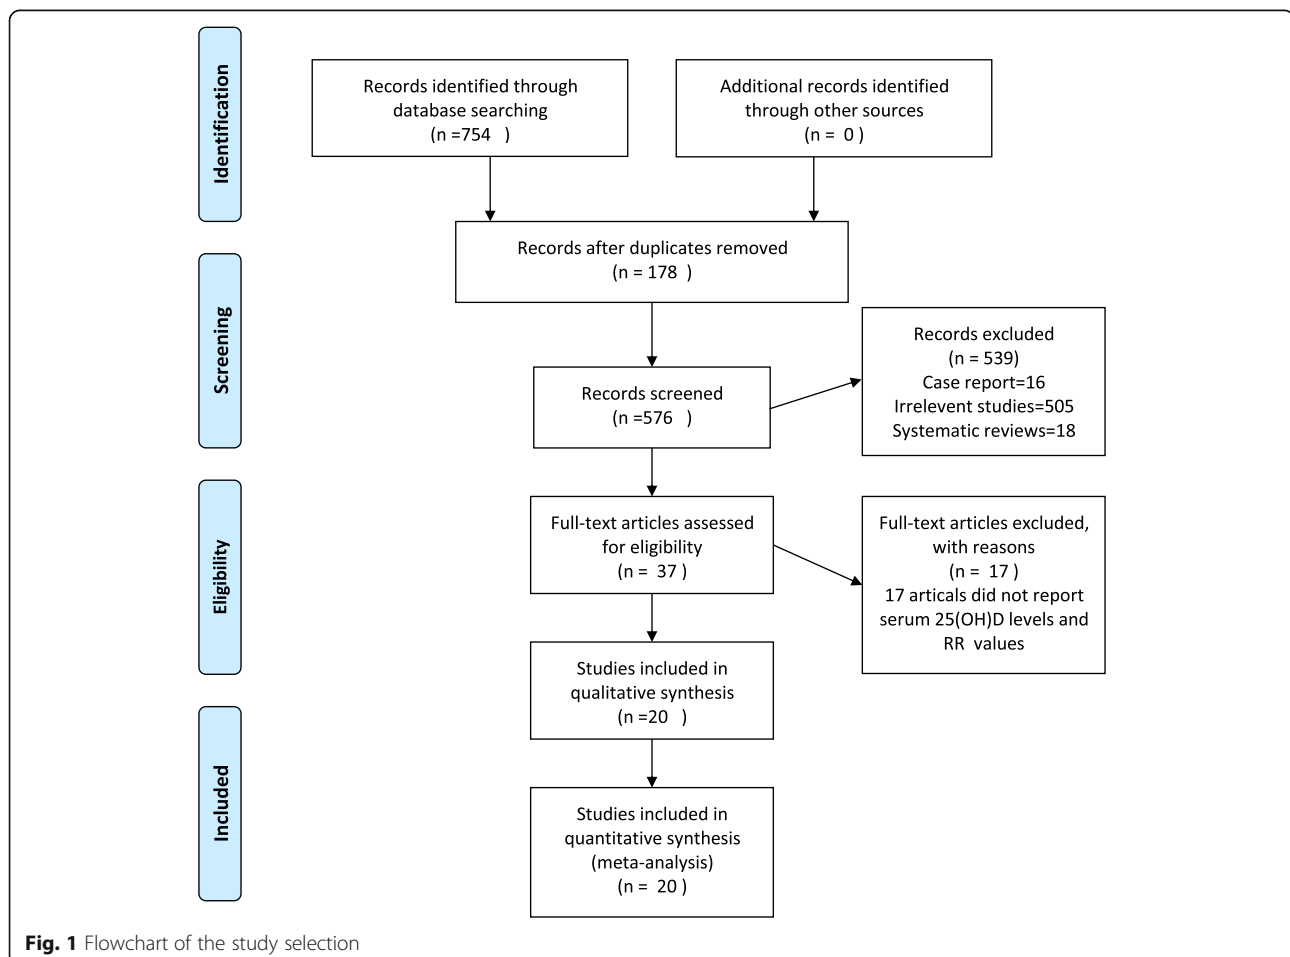 Identification
Records identified through
database searching
(n =754 )
Additional records identified
through other sources
(n = 0 )
Records after duplicates removed
(n = 178 )
Screening
Records screened
(n =576 )
Records excluded
(n = 539)
Case report=16
Irrelevent studies=505
Systematic reviews=18
Eligibility
Full-text articles assessed
for eligibility
(n = 37 )
Full-text articles excluded,
with reasons
(n = 17 )
17 articals did not report
serum 25(OH)D levels and
RR values
Studies included in
qualitative synthesis
(n =20 )
Included
Studies included in
quantitative synthesis
(meta-analysis)
(n = 20 )
Fig. 1 Flowchart of the study selection